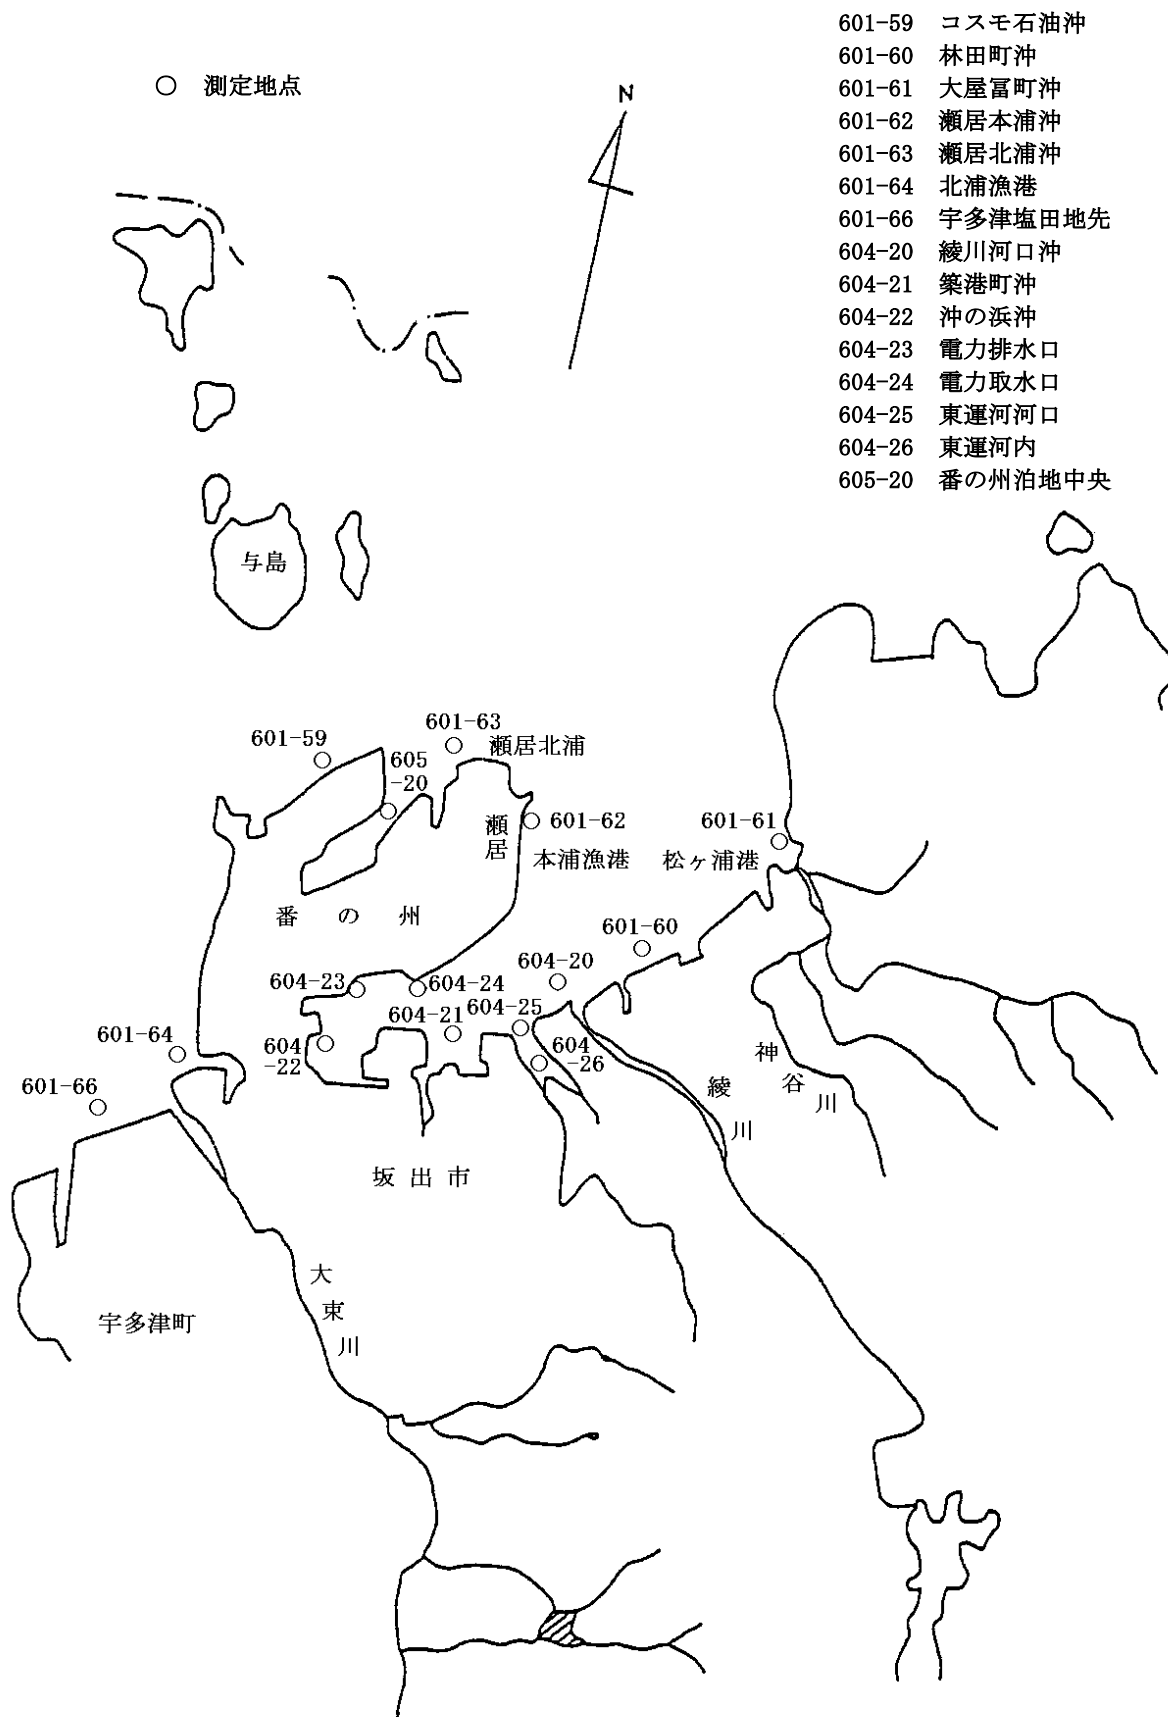 601-59 コスモ石油沖
601-60 林田町沖
601-61 大屋冨町沖
601-62 瀬居本浦沖
601-63 瀬居北浦沖
601-64 北浦漁港
601-66 宇多津塩田地先
604-20 綾川河口沖
604-21 築港町沖
604-22 沖の浜沖
604-23 電力排水口
604-24 電力取水口
604-25 東運河河口
604-26 東運河内
605-20 番の州泊地中央
○ 測定地点
N
与島
601-63
瀬居北浦
601-59
605
-20
瀬居
601-62
601-61
本浦漁港
松ヶ浦港
番の州
601-60
604-23
604-24
604-20
604-21
604-25
601-64
604
-22
604
-26
601-66
神谷川
綾川
坂出市
大東川
宇多津町